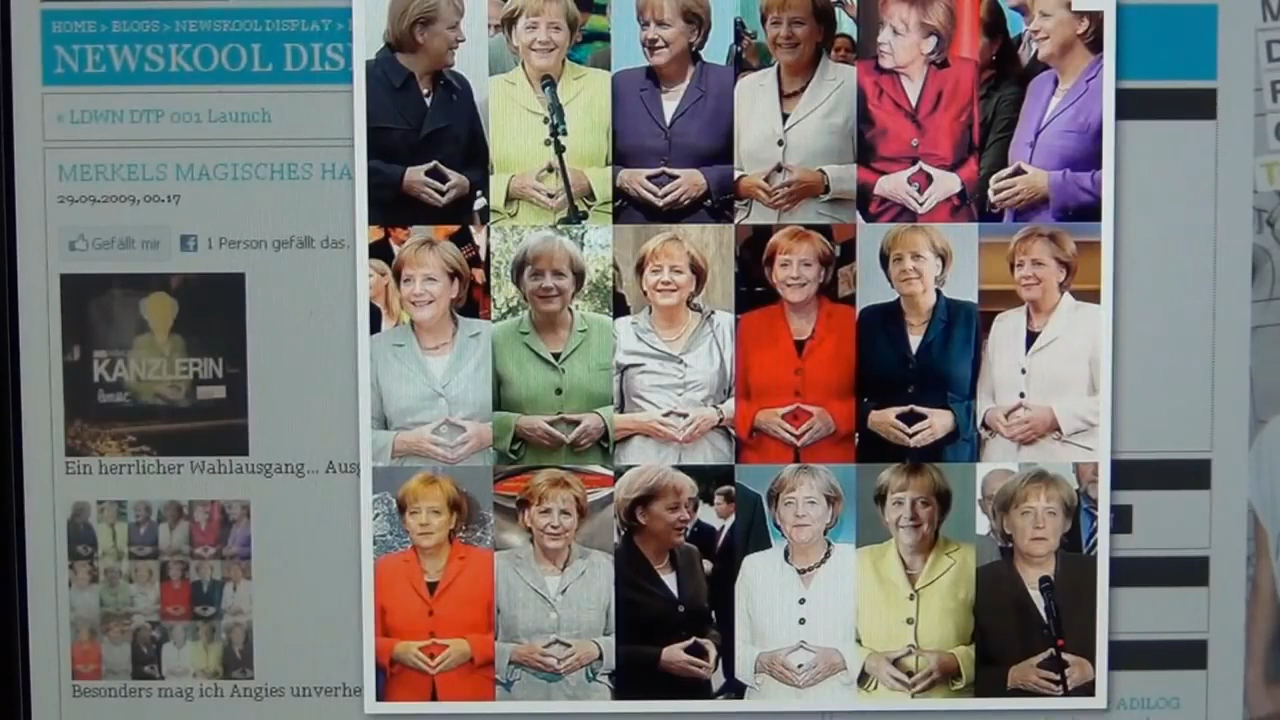 HOME > BLOGS > NEWSKOOL DISPLAY >
NEWSKOOL DIS
« LDWN DTP 001 Launch
MERKELS MAGISCHES HA
29.09.2009, 00.17
Gefällt mir
1 Person gefällt das.
KANZLERIN
Ein herrlicher Wahlausgang... Aus
Besonders mag ich Angies unverhe
ADILOG